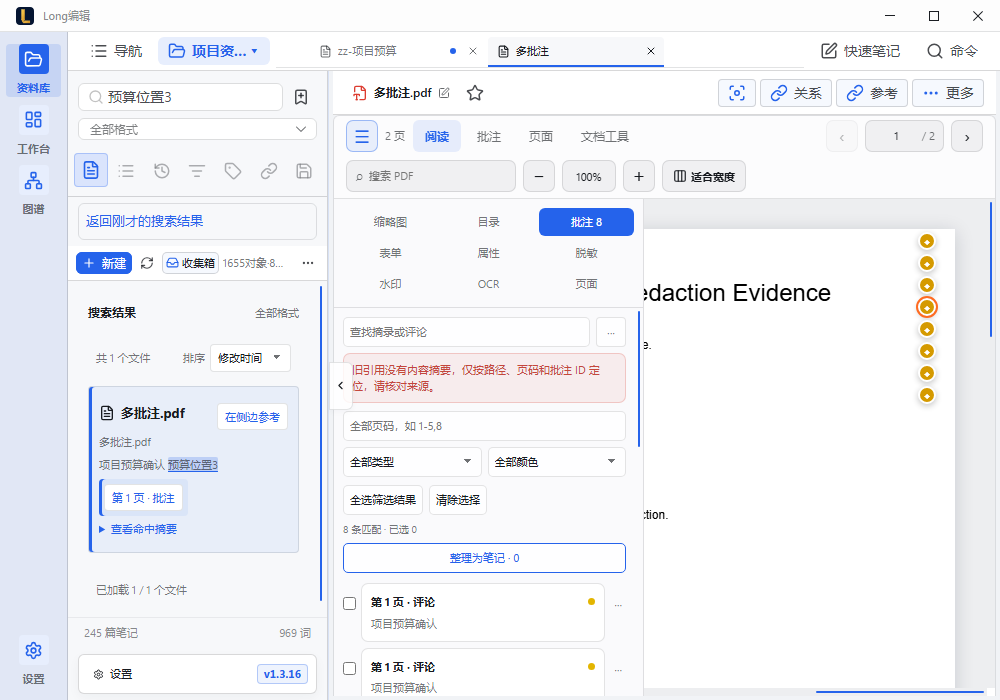 Long编辑
资料库
工作台
图谱
设置
导航
项目资...
zz-项目预算
多批注
快速笔记
命令
预算位置3
全部格式
返回刚才的搜索结果
新建
收集箱
1655对象·8...
搜索结果
全部格式
共 1 个文件
排序
修改时间
多批注.pdf
在侧边参考
多批注.pdf
项目预算确认 预算位置3
第 1 页 · 批注
查看命中摘要
已加载 1 / 1 个文件
245 篇笔记
969 词
设置
v1.3.16
多批注.pdf
关系
参考
更多
2 页
阅读
批注
页面
文档工具
1
/ 2
搜索 PDF
100%
适合宽度
缩略图
目录
批注 8
表单
属性
脱敏
水印
OCR
页面
查找摘录或评论
...
旧引用没有内容摘要，仅按路径、页码和批注 ID 定
位，请核对来源。
全部页码，如 1-5,8
全部类型
全部颜色
全选筛选结果
清除选择
8 条匹配 · 已选 0
整理为笔记 · 0
第 1 页 · 评论
项目预算确认
...
第 1 页 · 评论
项目预算确认
...
edaction Evidence
e.
ction.